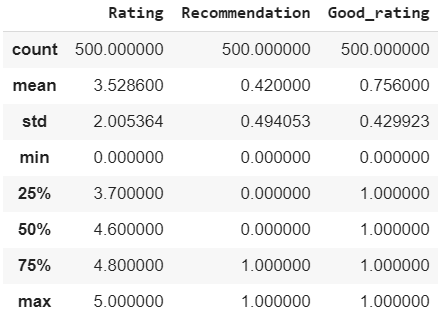 Rating Recommendation Good_rating
count 500.000000 500.000000 500.000000
mean 3.528600 0.420000 0.756000
std 2.005364 0.494053 0.429923
min 0.000000 0.000000 0.000000
25% 3.700000 0.000000 1.000000
50% 4.600000 0.000000 1.000000
75% 4.800000 1.000000 1.000000
max 5.000000 1.000000 1.000000